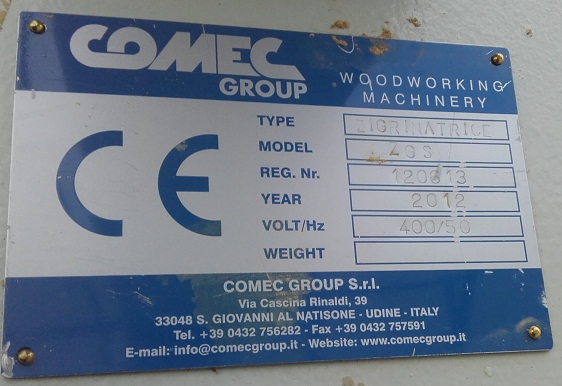 COMEC
GROUP
WOODWORKING
MACHINERY
CE
TYPE ZIGRINATRICE
MODEL ZGS
REG. Nr. 120613
YEAR 2012
VOLT/Hz 400/50
WEIGHT
COMEC GROUP S.r.l.
Via Cascina Rinaldi, 39
33048 S. GIOVANNI AL NATISONE - UDINE - ITALY
Tel. +39 0432 756282 - Fax +39 0432 757591
E-mail: info@comecgroup.it - Website: www.comecgroup.it